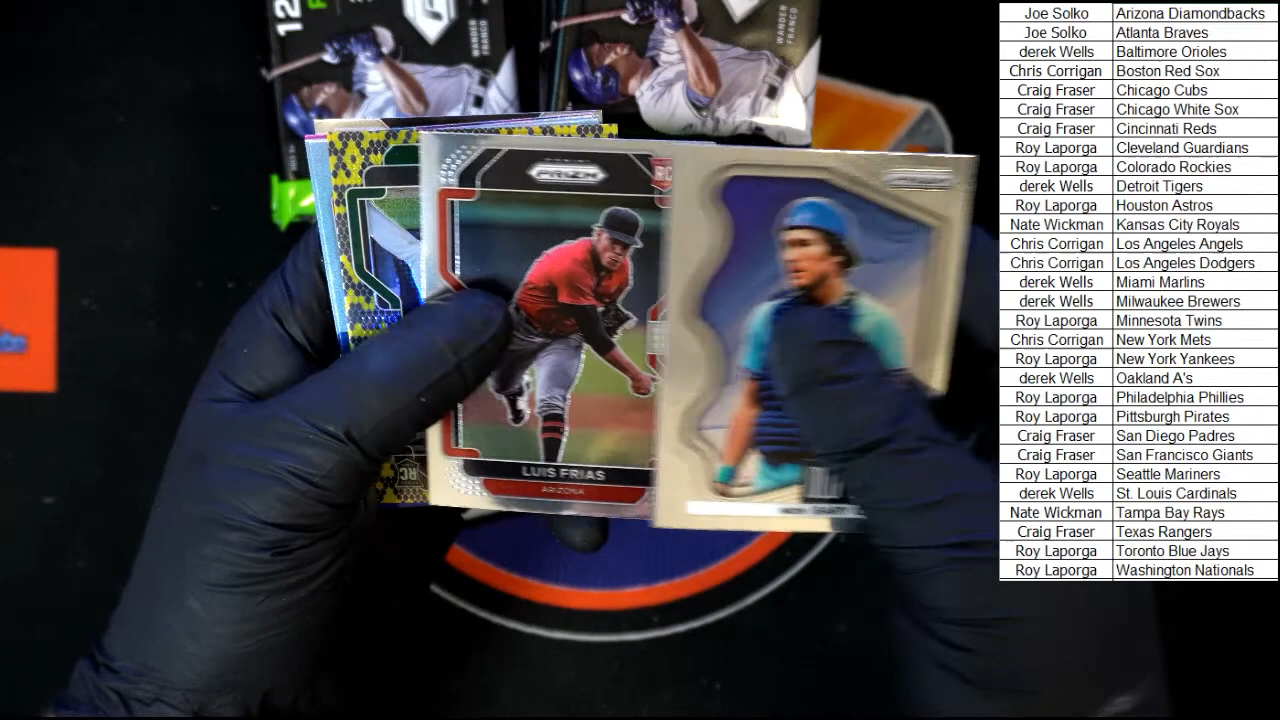 12
WANDER
FRANCO
WANDER
FRANCO
PRIZM
RC
LUIS FRIAS
ARIZONA
RC
Joe Solko Arizona Diamondbacks
Joe Solko Atlanta Braves
derek Wells Baltimore Orioles
Chris Corrigan Boston Red Sox
Craig Fraser Chicago Cubs
Craig Fraser Chicago White Sox
Craig Fraser Cincinnati Reds
Roy Laporga Cleveland Guardians
Roy Laporga Colorado Rockies
derek Wells Detroit Tigers
Roy Laporga Houston Astros
Nate Wickman Kansas City Royals
Chris Corrigan Los Angeles Angels
Chris Corrigan Los Angeles Dodgers
derek Wells Miami Marlins
derek Wells Milwaukee Brewers
Roy Laporga Minnesota Twins
Chris Corrigan New York Mets
Roy Laporga New York Yankees
derek Wells Oakland A's
Roy Laporga Philadelphia Phillies
Roy Laporga Pittsburgh Pirates
Craig Fraser San Diego Padres
Craig Fraser San Francisco Giants
Roy Laporga Seattle Mariners
derek Wells St. Louis Cardinals
Nate Wickman Tampa Bay Rays
Craig Fraser Texas Rangers
Roy Laporga Toronto Blue Jays
Roy Laporga Washington Nationals